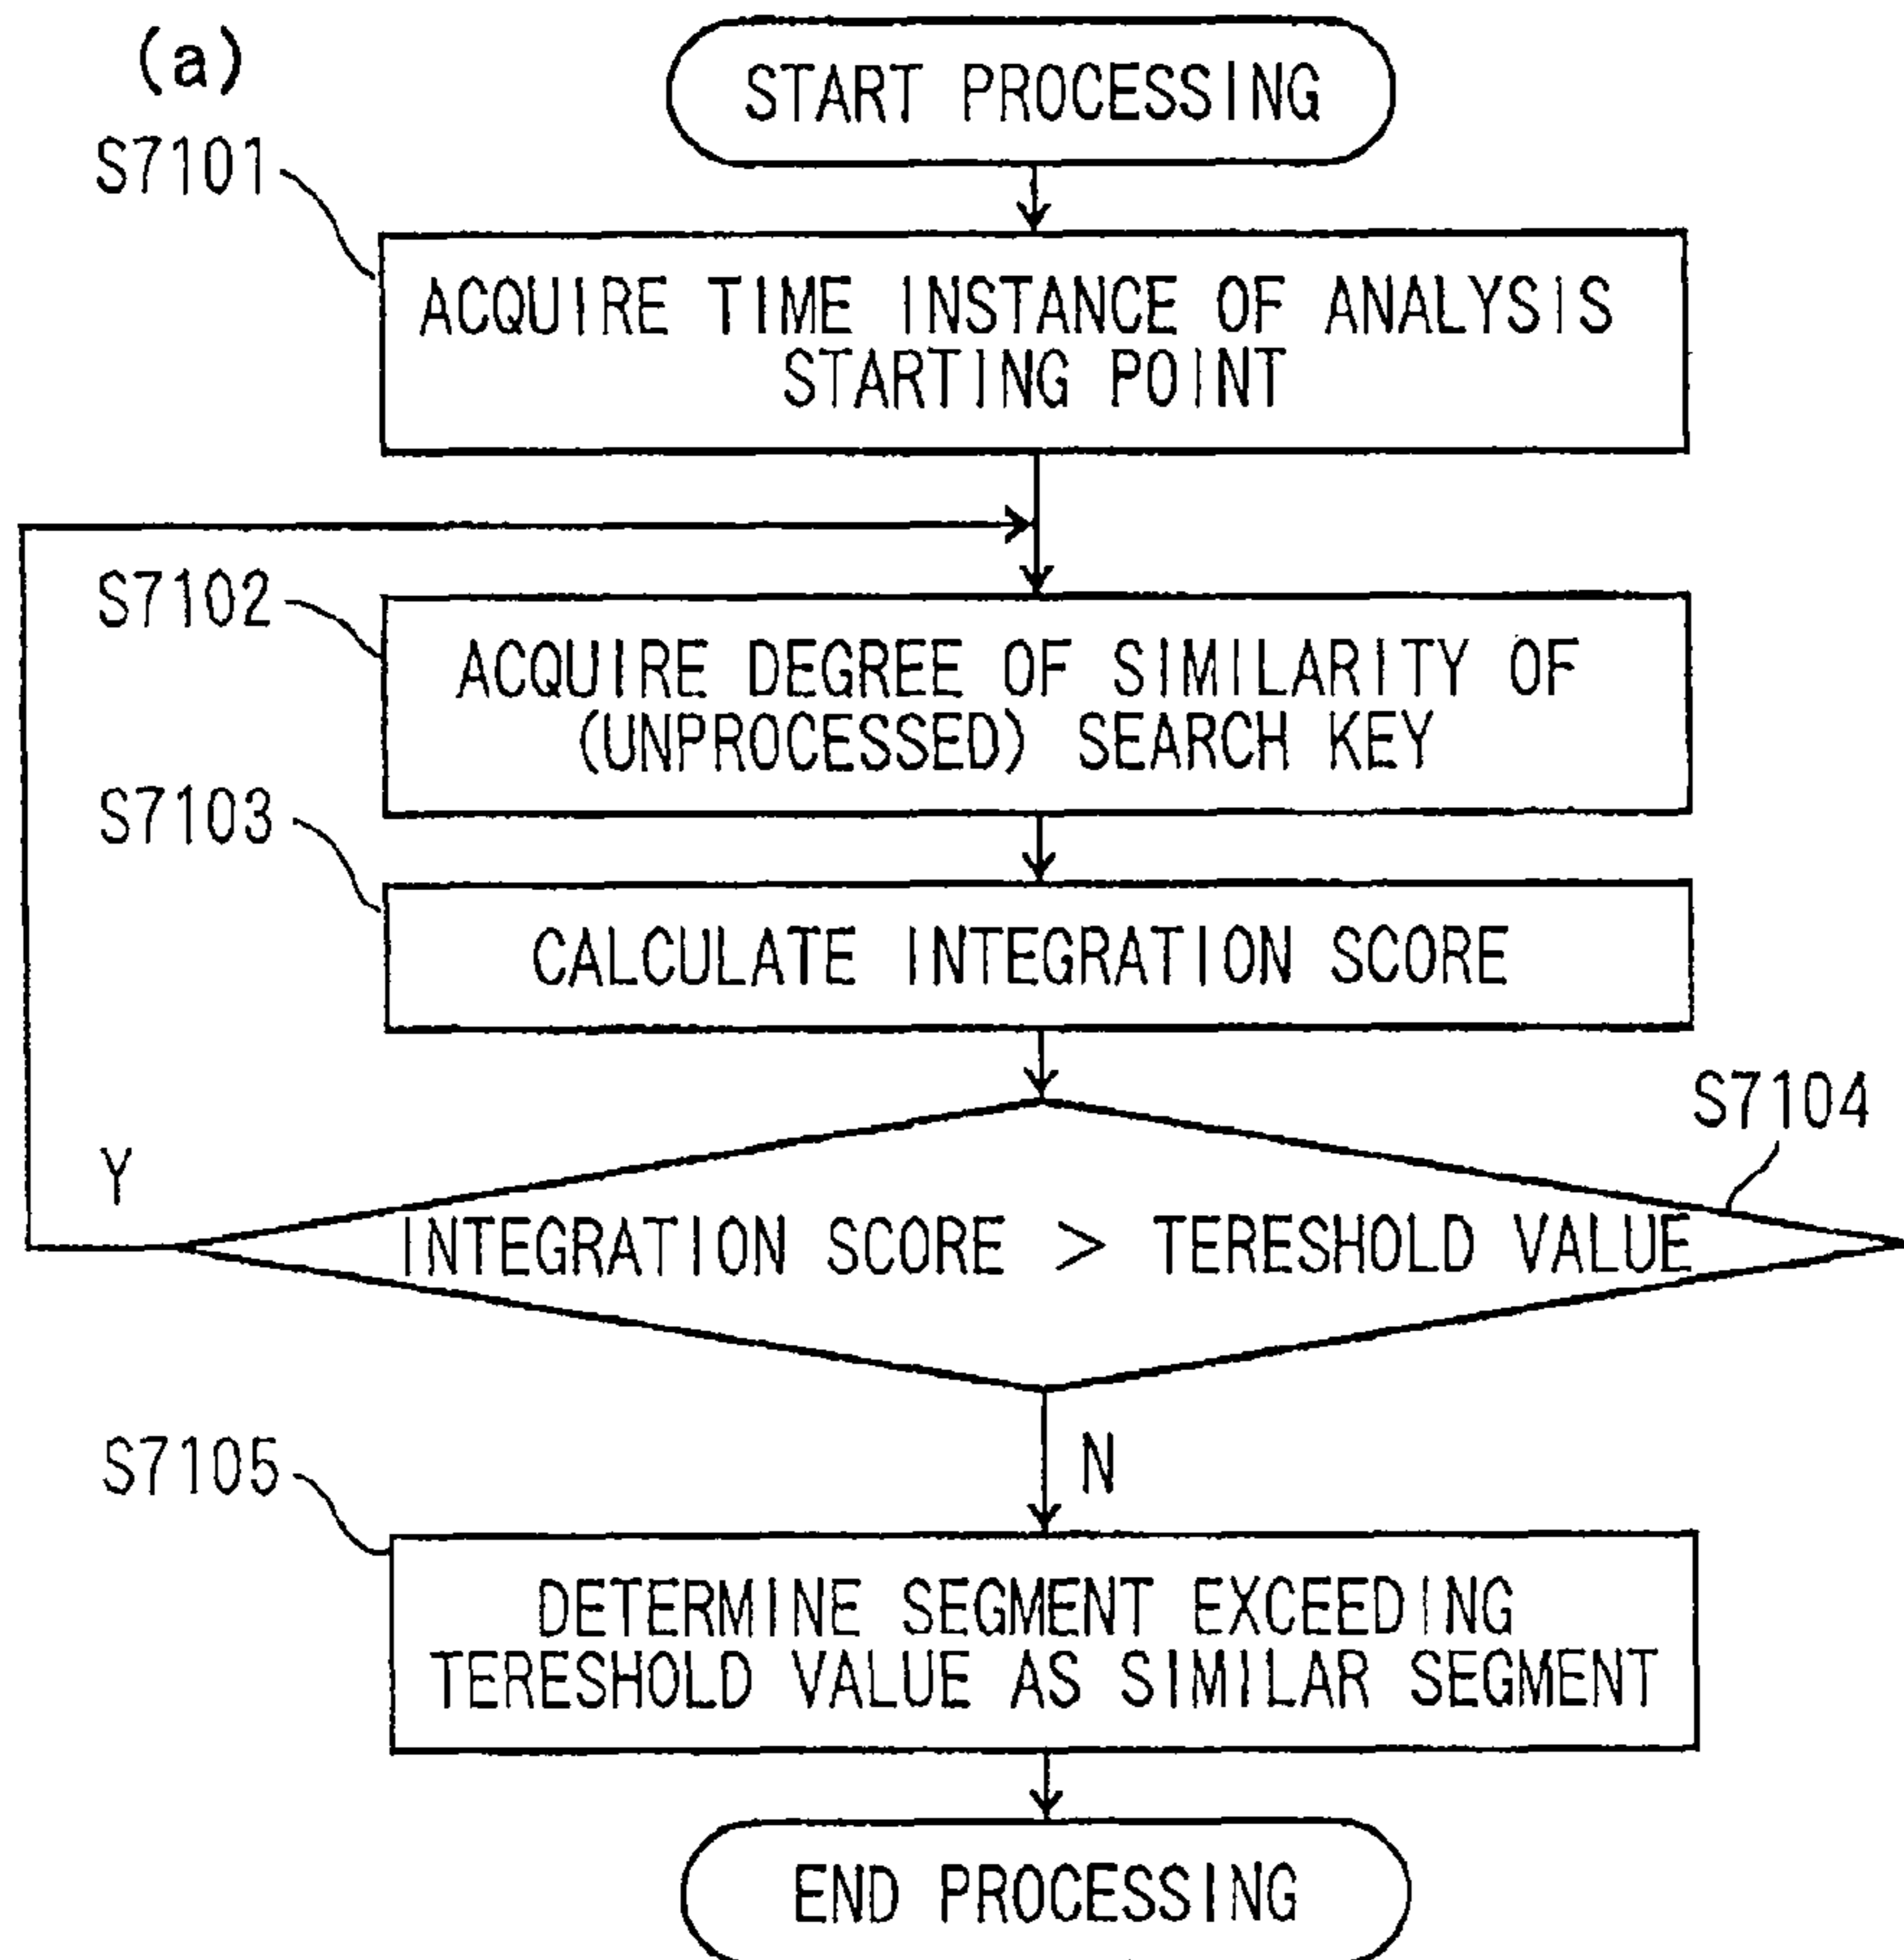 (a)
START PROCESSING
S7101
ACQUIRE TIME INSTANCE OF ANALYSIS
STARTING POINT
S7102
ACQUIRE DEGREE OF SIMILARITY OF
(UNPROCESSED) SEARCH KEY
S7103
CALCULATE INTEGRATION SCORE
S7104
Y
INTEGRATION SCORE > TERESHOLD VALUE
N
S7105
DETERMINE SEGMENT EXCEEDING
TERESHOLD VALUE AS SIMILAR SEGMENT
END PROCESSING